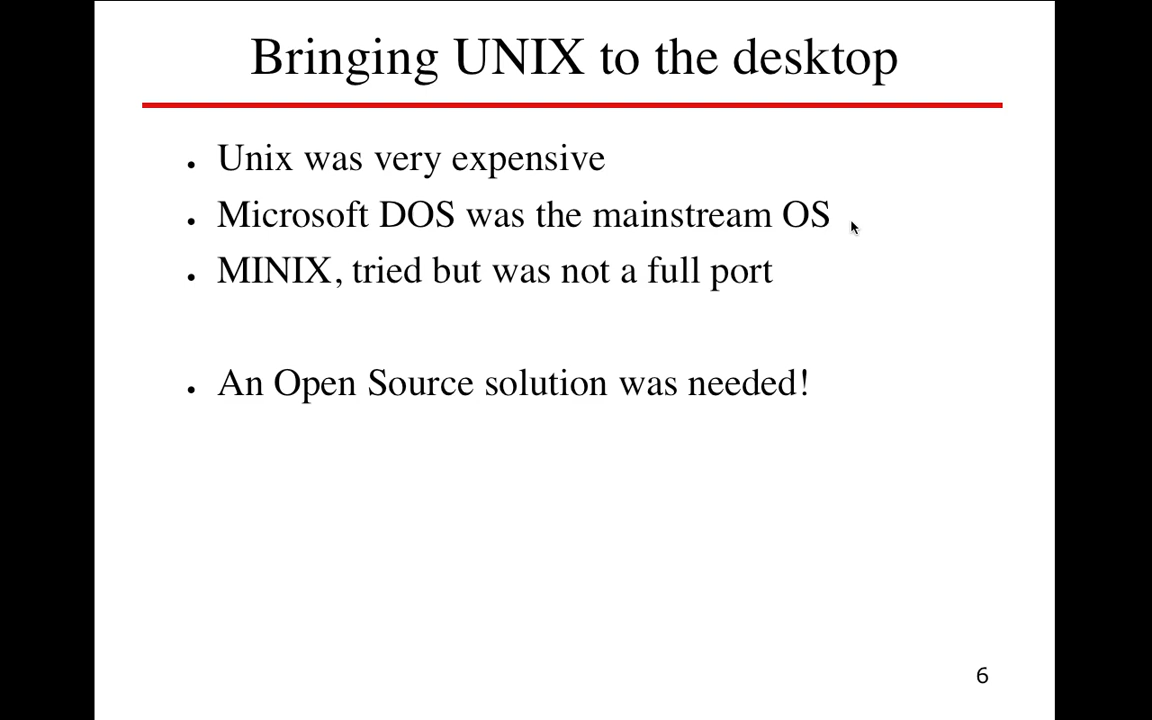 Bringing UNIX to the desktop
• Unix was very expensive
• Microsoft DOS was the mainstream OS
• MINIX, tried but was not a full port
• An Open Source solution was needed!
6